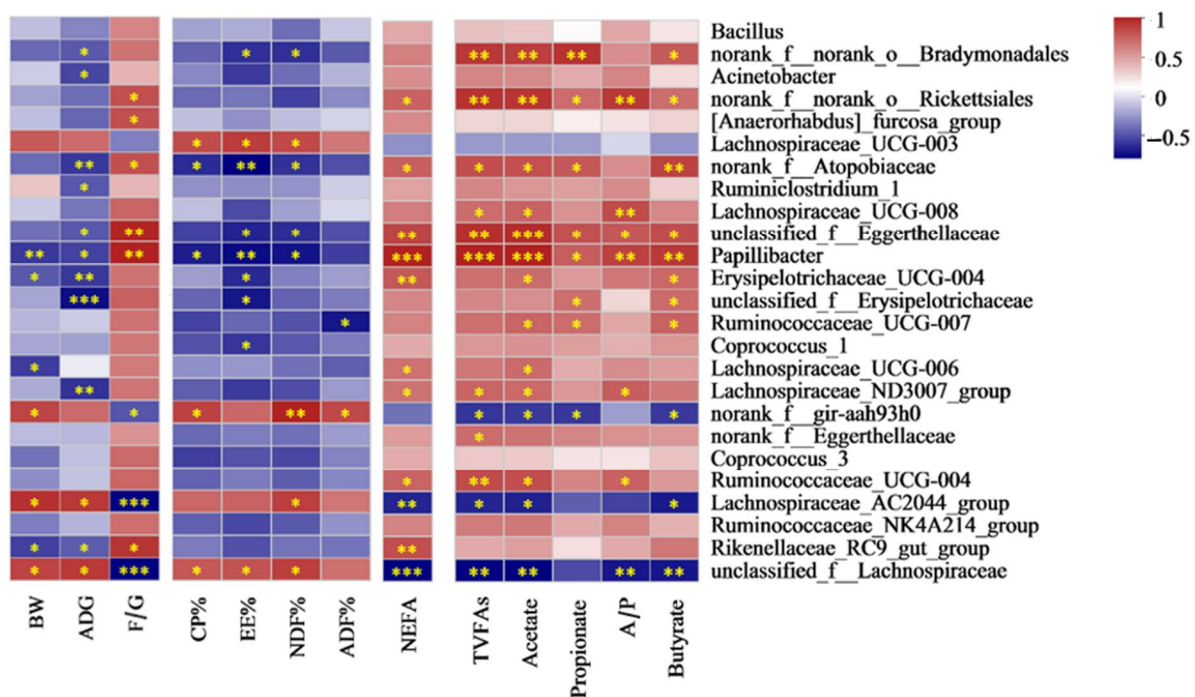 1
0
−0.5
Bacillus
norank_f__norank_o__Bradymonadales
Acinetobacter
norank_f__norank_o__Rickettsiales
[Anaerorhabdus]_furcosa_group
Lachnospiraceae_UCG-003
norank_f__Atopobiaceae
Ruminiclostridium_1
Lachnospiraceae_UCG-008
unclassified_f__Eggerthellaceae
Papillibacter
Erysipelotrichaceae_UCG-004
unclassified_f__Erysipelotrichaceae
Ruminococcaceae_UCG-007
Coprococcus_1
Lachnospiraceae_UCG-006
Lachnospiraceae_ND3007_group
norank_f__gir-aah93h0
norank_f__Eggerthellaceae
Coprococcus_3
Ruminococcaceae_UCG-004
Lachnospiraceae_AC2044_group
Ruminococcaceae_NK4A214_group
Rikenellaceae_RC9_gut_group
unclassified_f__Lachnospiraceae
BW
ADG
F/G
CP%
EE%
NDF%
ADF%
NEFA
TVFAs
Acetate
Propionate
A/P
Butyrate